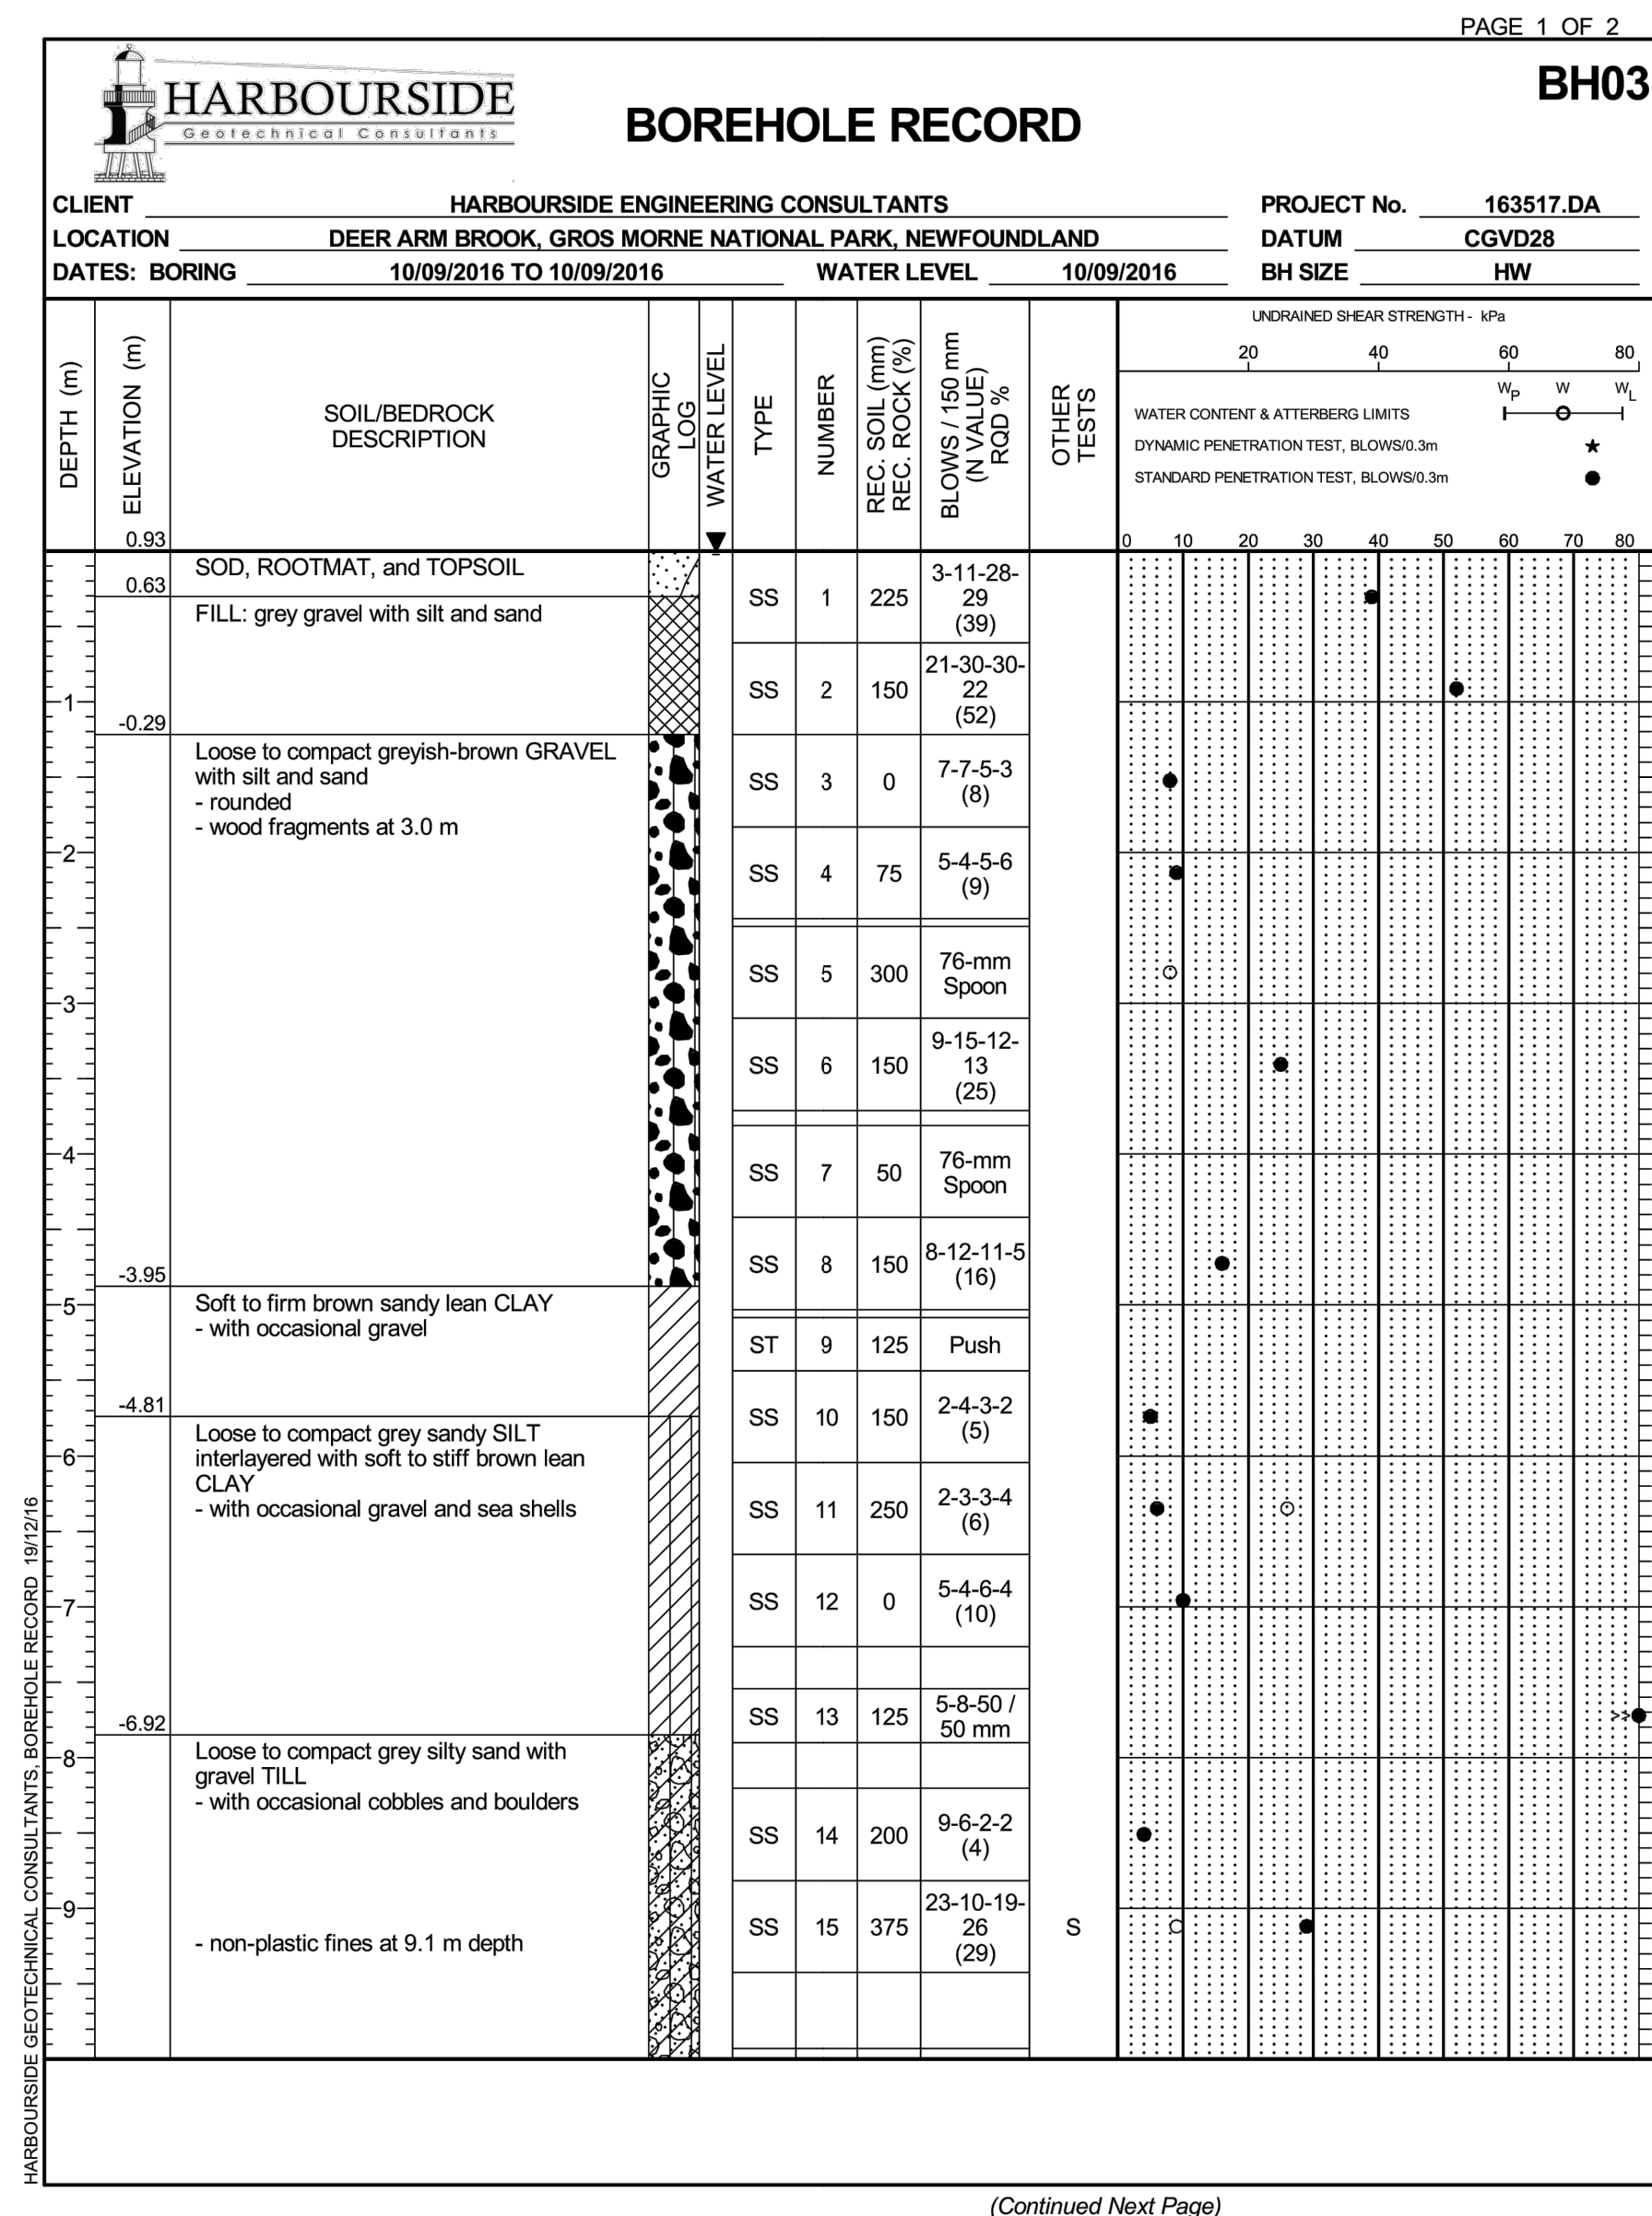 PAGE 1 OF 2
HARBOURSIDE
Geotechnical Consultants
BOREHOLE RECORD
BH03
CLIENT HARBOURSIDE ENGINEERING CONSULTANTS PROJECT No. 163517.DA
LOCATION DEER ARM BROOK, GROS MORNE NATIONAL PARK, NEWFOUNDLAND DATUM CGVD28
DATES: BORING 10/09/2016 TO 10/09/2016 WATER LEVEL 10/09/2016 BH SIZE HW
DEPTH (m)
ELEVATION (m)
SOIL/BEDROCK
DESCRIPTION
GRAPHIC
LOG
WATER LEVEL
TYPE
NUMBER
REC. SOIL (mm)
REC. ROCK (%)
BLOWS / 150 mm
(N VALUE)
RQD %
OTHER
TESTS
UNDRAINED SHEAR STRENGTH - kPa
20 40 60 80
WP W WL
WATER CONTENT & ATTERBERG LIMITS
DYNAMIC PENETRATION TEST, BLOWS/0.3m ★
STANDARD PENETRATION TEST, BLOWS/0.3m ●
0 10 20 30 40 50 60 70 80
0.93
SOD, ROOTMAT, and TOPSOIL
0.63
FILL: grey gravel with silt and sand
SS 1 225 3-11-28-
29
(39)
1
SS 2 150 21-30-30-
22
(52)
-0.29
Loose to compact greyish-brown GRAVEL
with silt and sand
- rounded
- wood fragments at 3.0 m
SS 3 0 7-7-5-3
(8)
2
SS 4 75 5-4-5-6
(9)
SS 5 300 76-mm
Spoon
3
SS 6 150 9-15-12-
13
(25)
4
SS 7 50 76-mm
Spoon
SS 8 150 8-12-11-5
(16)
-3.95
5
Soft to firm brown sandy lean CLAY
- with occasional gravel
ST 9 125 Push
SS 10 150 2-4-3-2
(5)
-4.81
Loose to compact grey sandy SILT
interlayered with soft to stiff brown lean
CLAY
- with occasional gravel and sea shells
6
SS 11 250 2-3-3-4
(6)
7
SS 12 0 5-4-6-4
(10)
SS 13 125 5-8-50 /
50 mm
>>
-6.92
8
Loose to compact grey silty sand with
gravel TILL
- with occasional cobbles and boulders
SS 14 200 9-6-2-2
(4)
9
SS 15 375 23-10-19-
26
(29)
S
- non-plastic fines at 9.1 m depth
HARBOURSIDE GEOTECHNICAL CONSULTANTS, BOREHOLE RECORD 19/12/16
(Continued Next Page)